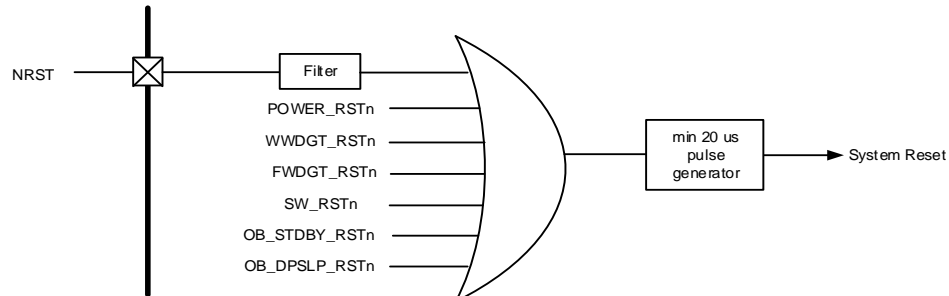 NRST
Filter
POWER_RSTn
WWDGT_RSTn
FWDGT_RSTn
SW_RSTn
OB_STDBY_RSTn
OB_DPSLP_RSTn
min 20 us
pulse
generator
System Reset